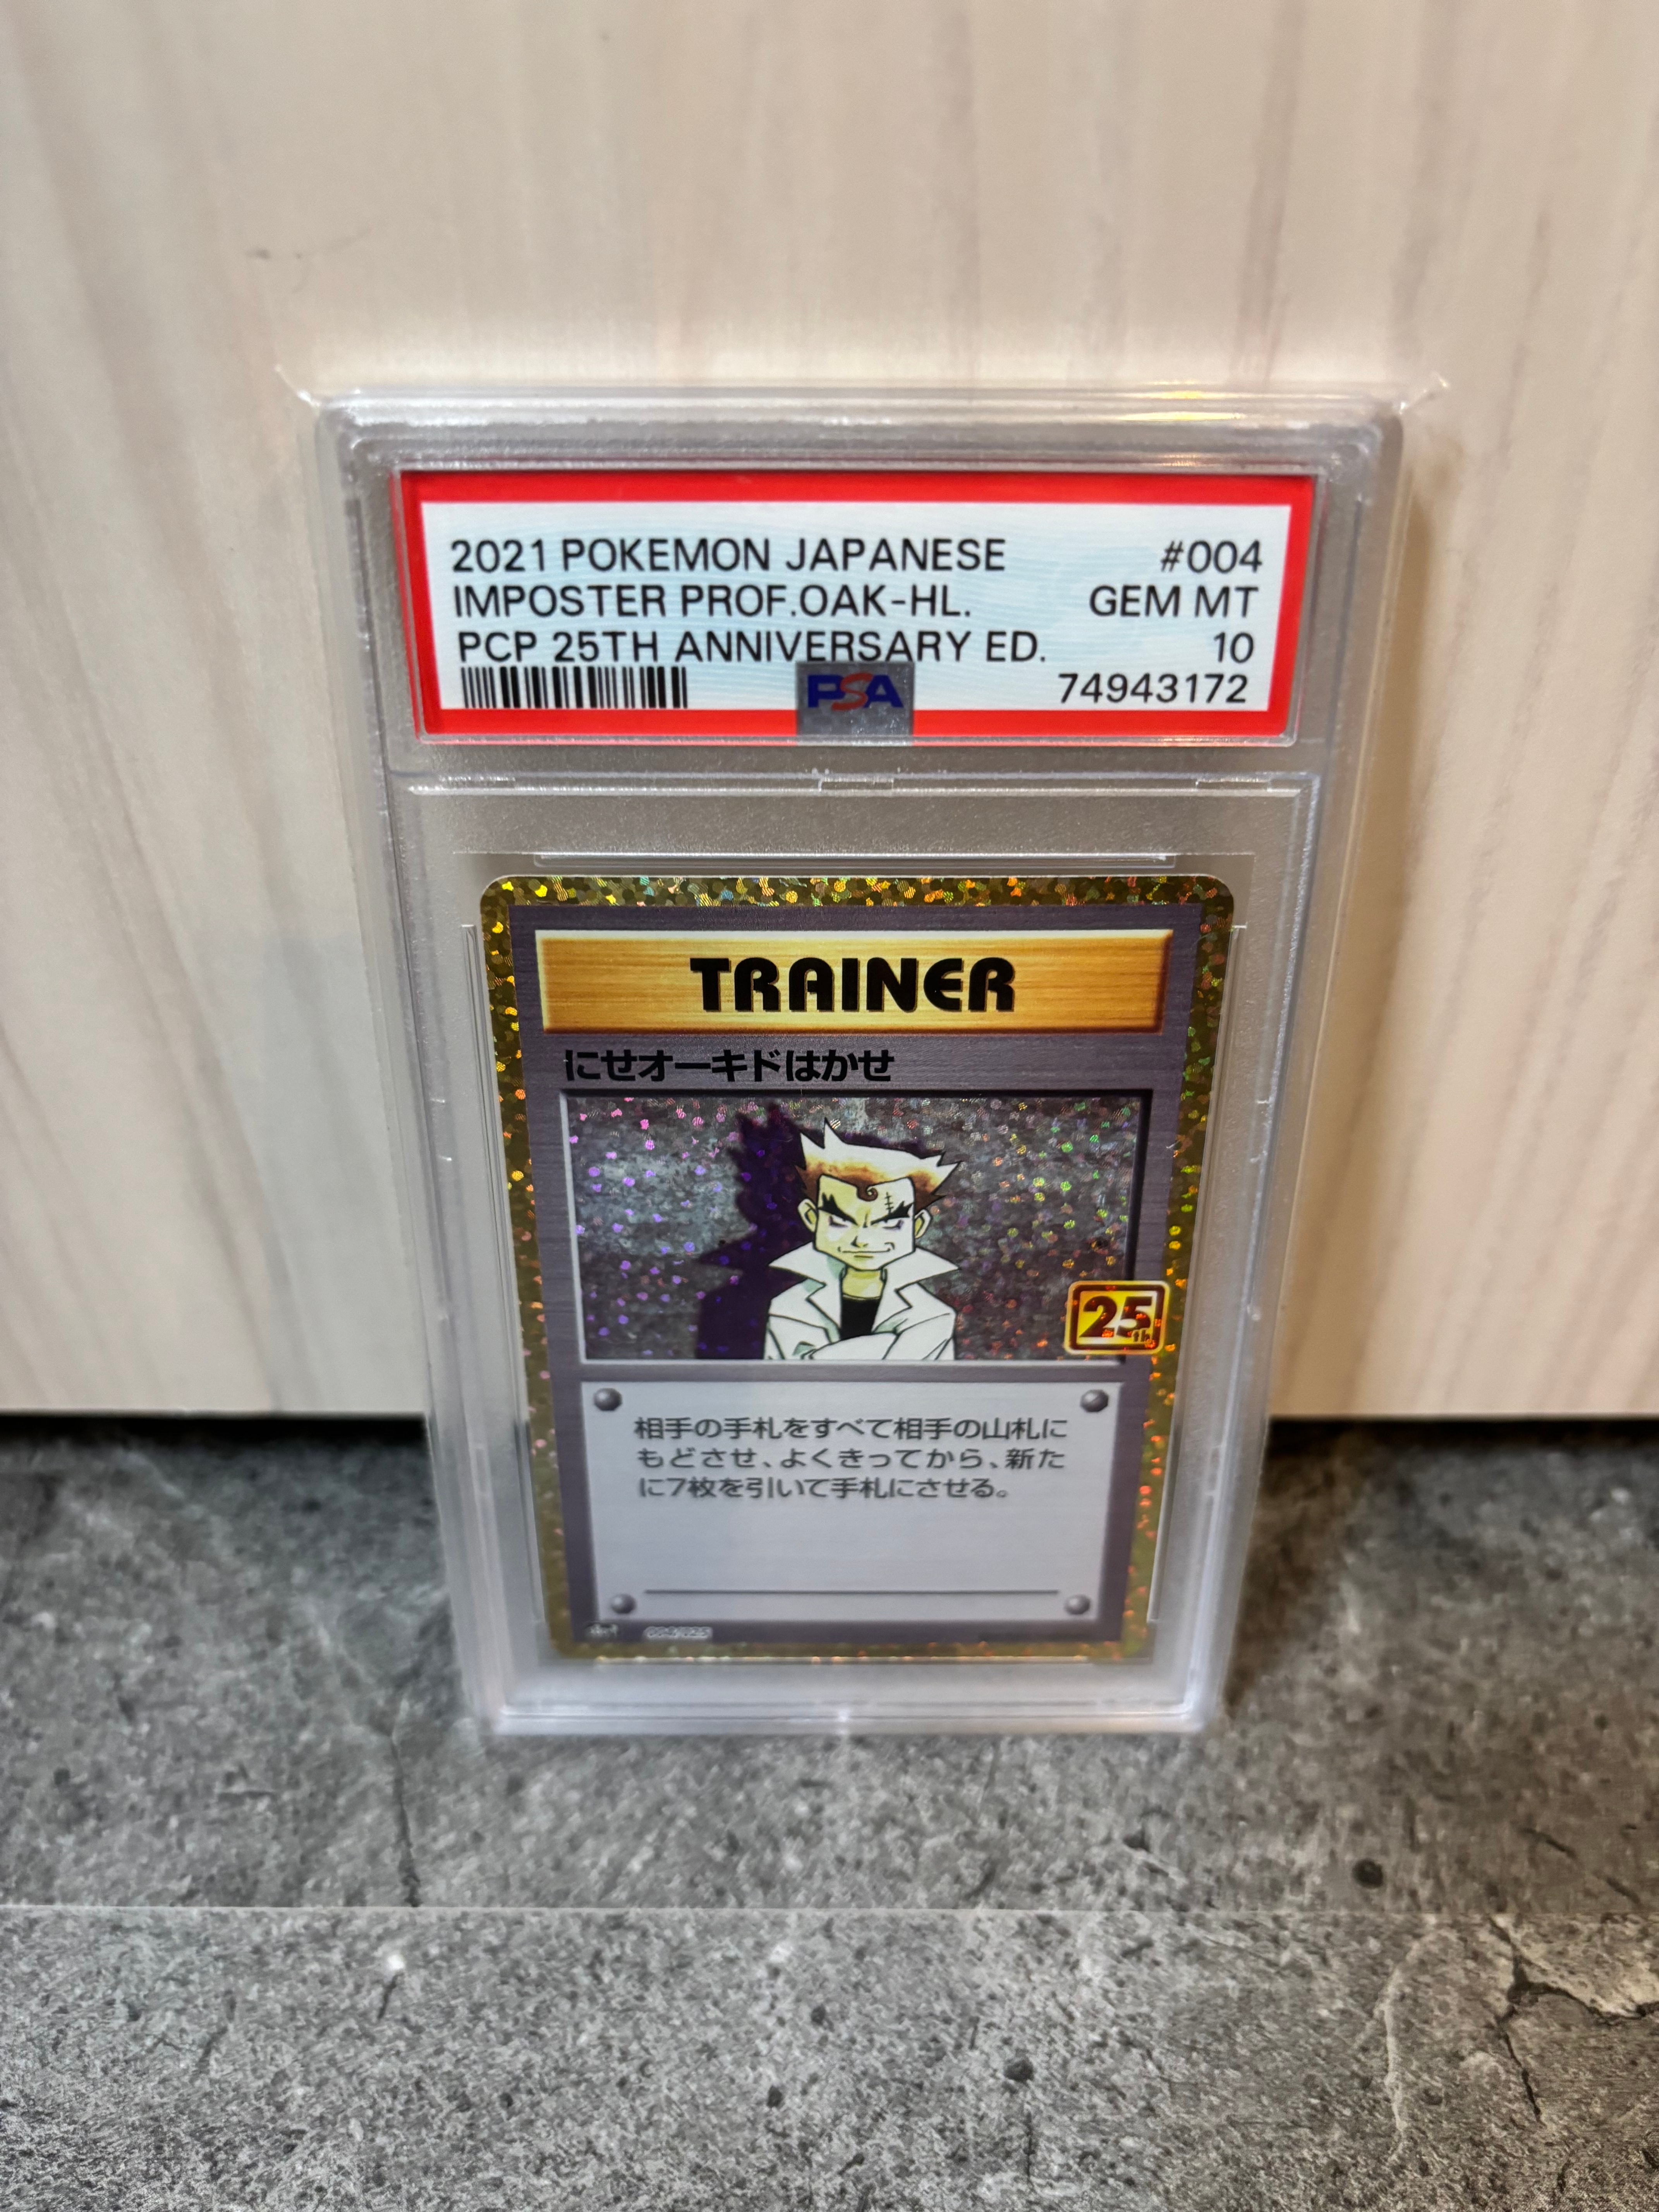 2021 POKEMON JAPANESE #004
IMPOSTER PROF.OAK-HL. GEM MT
PCP 25TH ANNIVERSARY ED. 10
PSA 74943172
TRAINER
にせオーキドはかせ
25th
相手の手札をすべて相手の山札に
もどさせ、よくきってから、新た
に7枚を引いて手札にさせる。
004/025